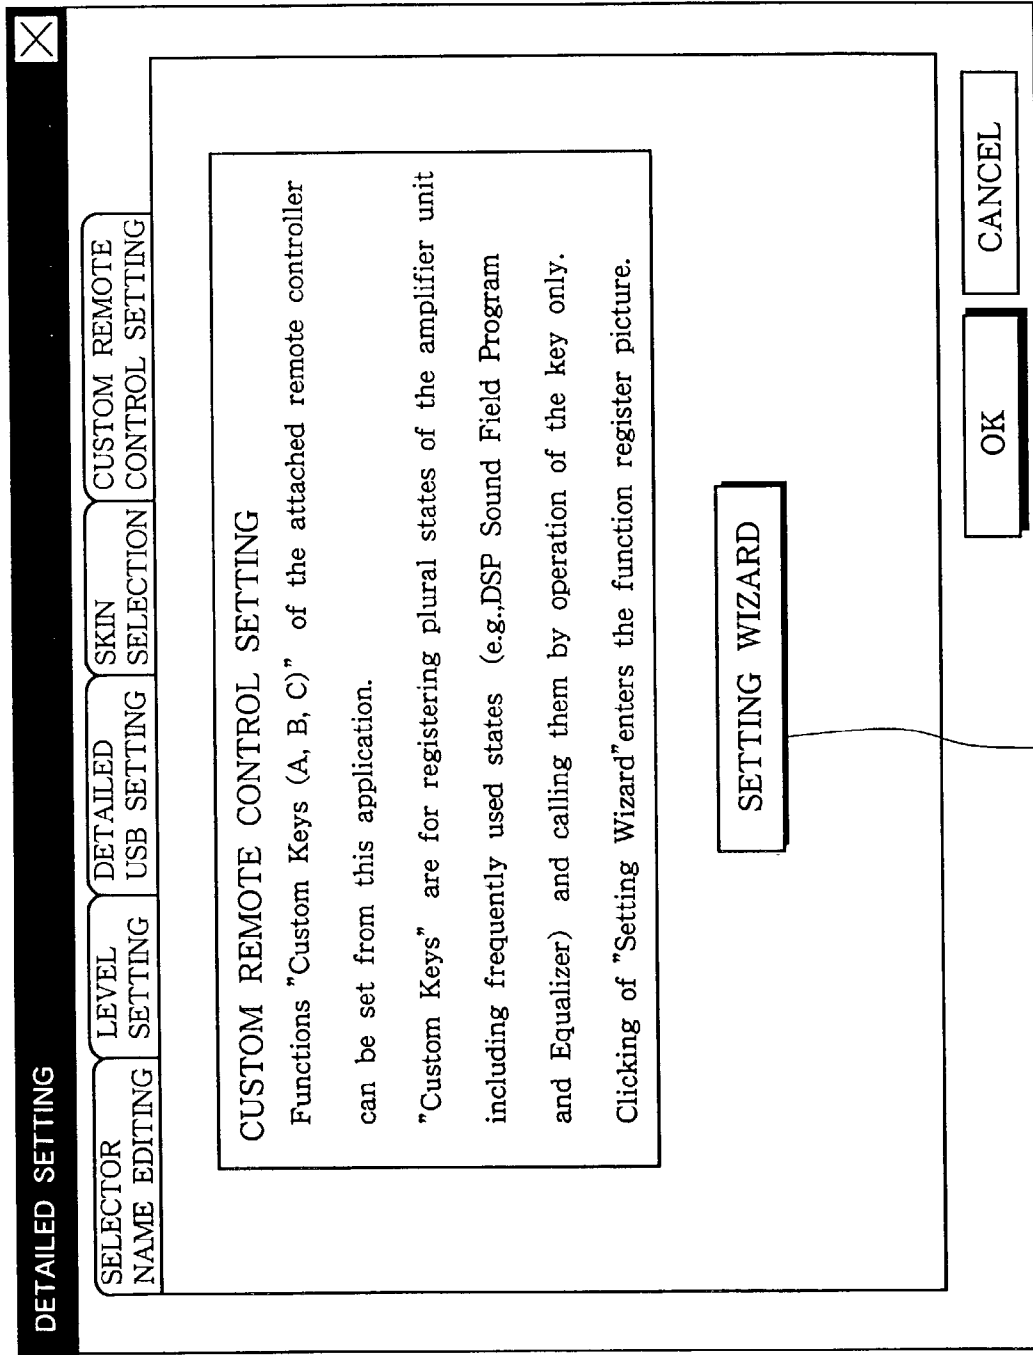 DETAILED SETTING
SELECTOR
NAME EDITING
LEVEL
SETTING
DETAILED
USB SETTING
SKIN
SELECTION
CUSTOM REMOTE
CONTROL SETTING
CUSTOM REMOTE CONTROL SETTING
Functions ”Custom Keys (A, B, C)” of the attached remote controller
can be set from this application.
”Custom Keys” are for registering plural states of the amplifier unit
including frequently used states (e.g.,DSP Sound Field Program
and Equalizer) and calling them by operation of the key only.
Clicking of ”Setting Wizard”enters the function register picture.
SETTING WIZARD
OK
CANCEL